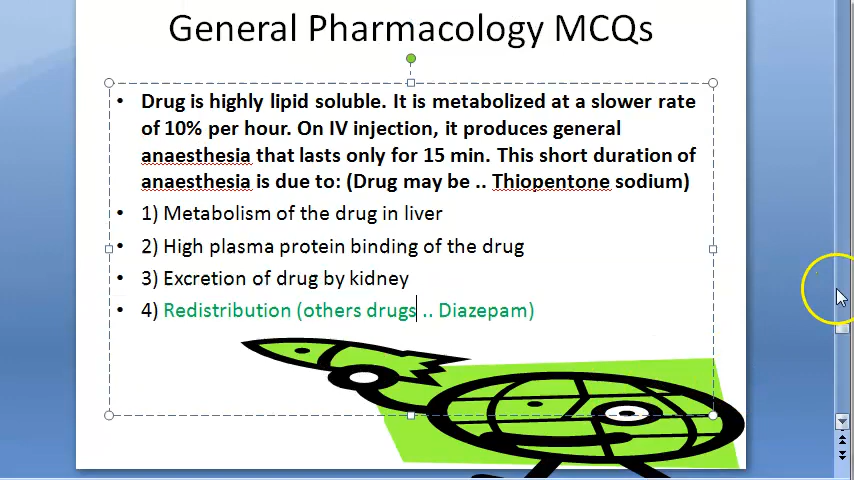 General Pharmacology MCQs
• Drug is highly lipid soluble. It is metabolized at a slower rate
of 10% per hour. On IV injection, it produces general
anaesthesia that lasts only for 15 min. This short duration of
anaesthesia is due to: (Drug may be .. Thiopentone sodium)
• 1) Metabolism of the drug in liver
• 2) High plasma protein binding of the drug
• 3) Excretion of drug by kidney
• 4) Redistribution (others drugs .. Diazepam)